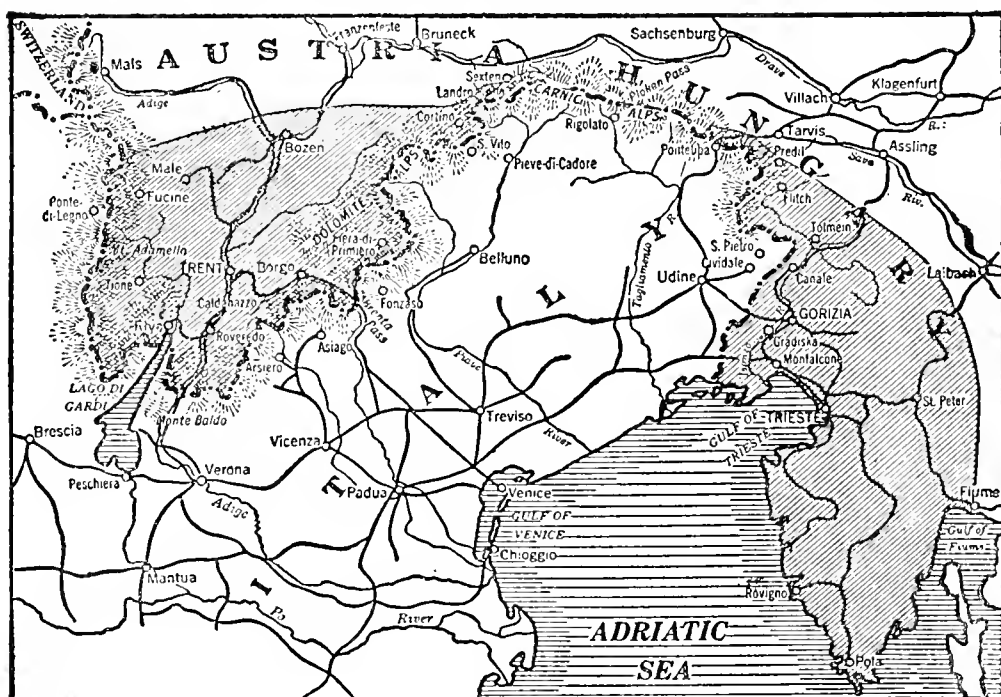 SWITZERLAND
AUSTRIA HUNGAR
Franzenfeste
Bruneck
Sachsenburg
Mals
Adige
Sexten
Landro
Drave
Klagenfurt
Villach
CARNIC ALPS
Ploken Pass
Cortino
Rigolato
Tarvis
R.
Bozen
S. Vito
Pieve-di-Cadore
Pontebba
Predil
Save
Assling
Riv.
Male
Fucine
Ponte-
di-Legno
ALPS
DOLOMITE
Flitch
Tolmein
Mt. Adamello
Fiera-di-
Primiero
Belluno
Tagliamento
R.
S. Pietro
Cividale
Laibach
TRENT
Borgo
Tione
Udine
Canale
Caldonazzo
Fonzaso
Pass
GORIZIA
Riva
Roveredo
Asiago
Gradiska
Arsiero
Monfalcone
Piave
LAGO DI
GARDI
St. Peter
Monte Baldo
Treviso
River
GULF OF
TRIESTE
TRIESTE
Brescia
Vicenza
ITALY
Peschiera
Verona
Padua
Venice
Fiume
Adige
GULF OF
VENICE
Gulf of
Fiume
Chioggio
Mantua
Po
River
Rovigno
ADRIATIC
SEA
Pola